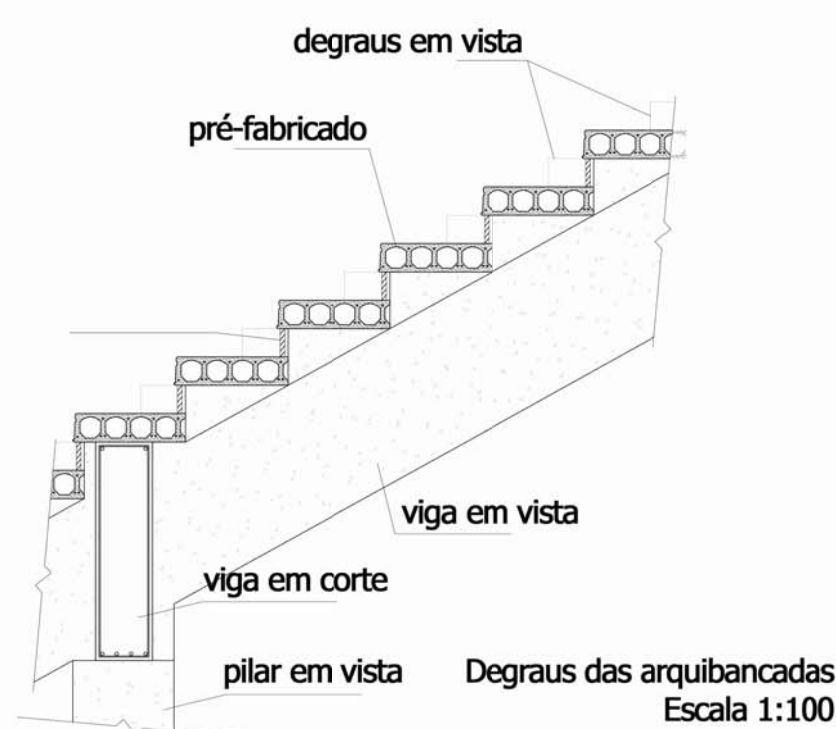 degraus em vista
pré-fabricado
viga em vista
viga em corte
pilar em vista
Degraus das arquibancadas
Escala 1:100